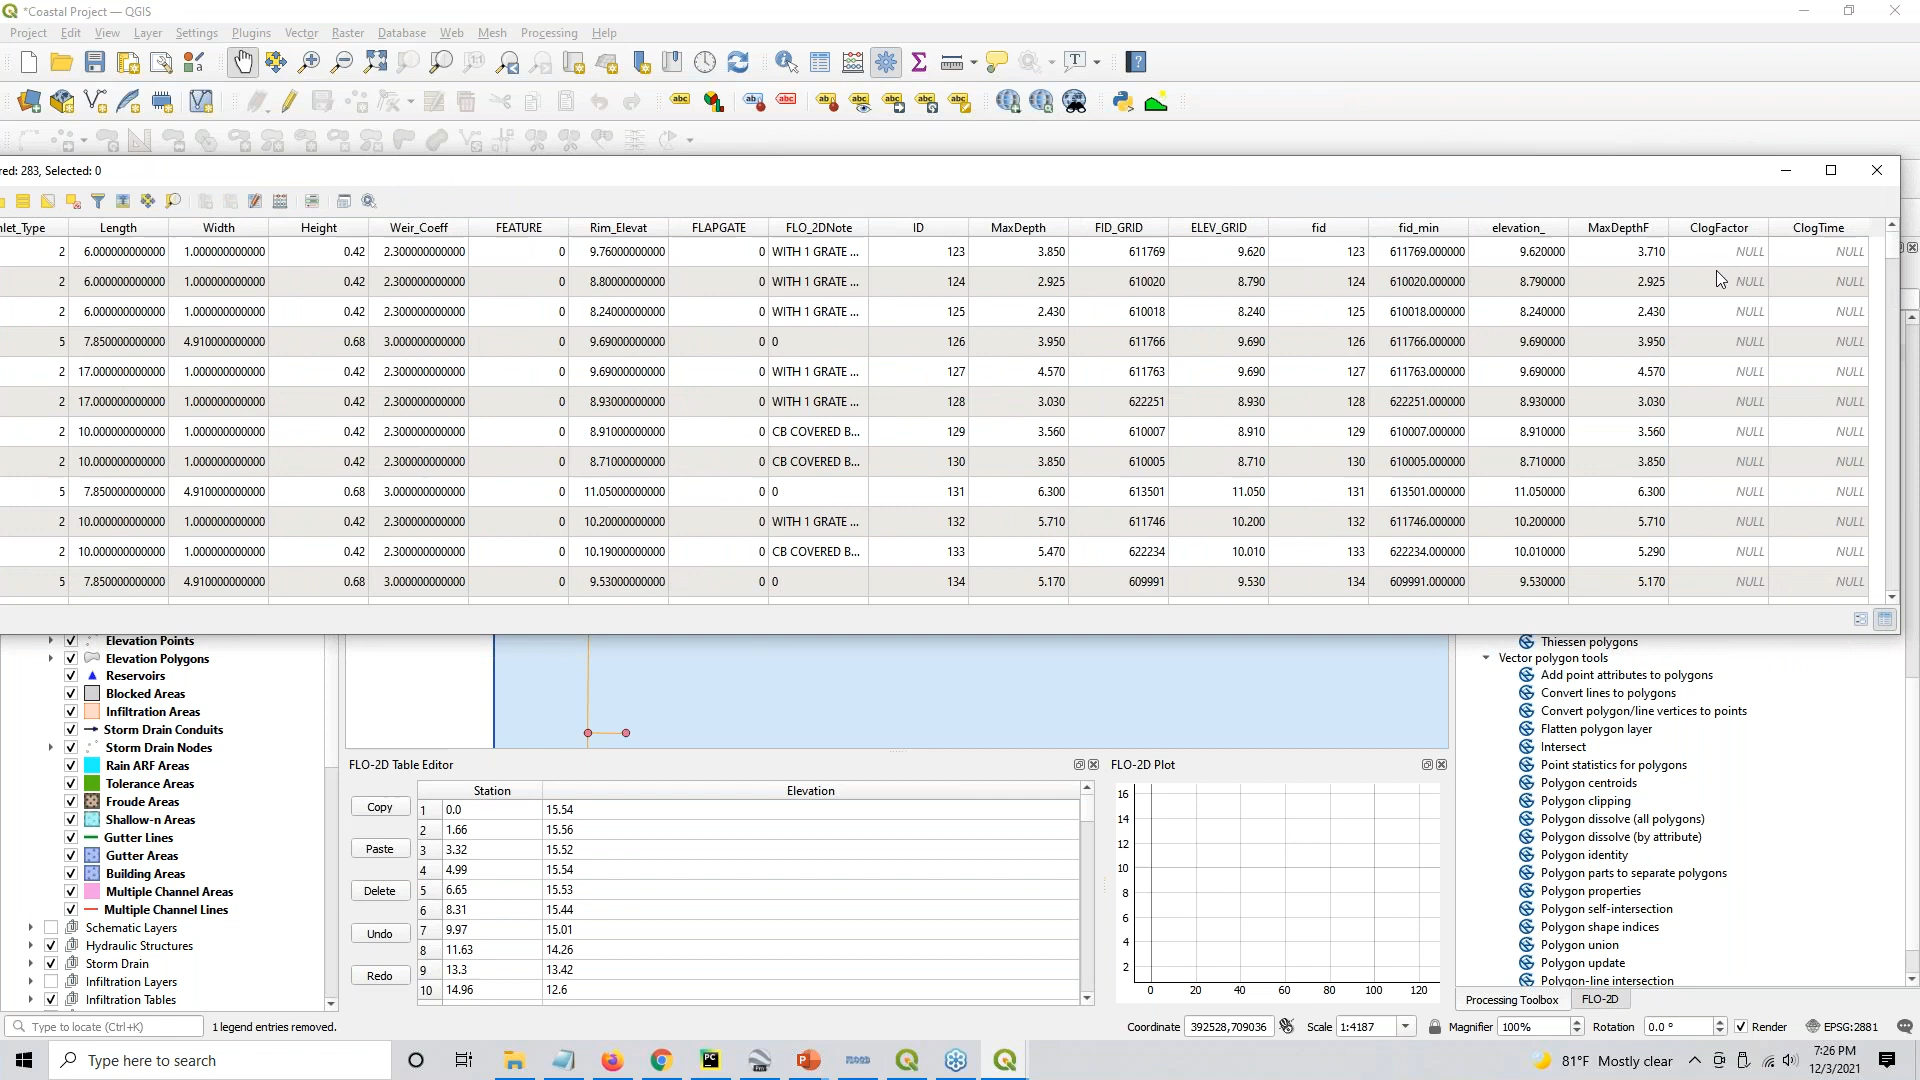 *Coastal Project — QGIS
Project Edit View Layer Settings Plugins Vector Raster Database Web Mesh Processing Help
red: 283, Selected: 0
nlet_Type Length Width Height Weir_Coeff FEATURE Rim_Elevat FLAPGATE FLO_2DNote ID MaxDepth FID_GRID ELEV_GRID fid fid_min elevation_ MaxDepthF ClogFactor ClogTime
2 6.000000000000 1.000000000000 0.42 2.300000000000 0 9.76000000000 0 WITH 1 GRATE ... 123 3.850 611769 9.620 123 611769.000000 9.620000 3.710 NULL NULL
2 6.000000000000 1.000000000000 0.42 2.300000000000 0 8.80000000000 0 WITH 1 GRATE ... 124 2.925 610020 8.790 124 610020.000000 8.790000 2.925 NULL NULL
2 6.000000000000 1.000000000000 0.42 2.300000000000 0 8.24000000000 0 WITH 1 GRATE ... 125 2.430 610018 8.240 125 610018.000000 8.240000 2.430 NULL NULL
5 7.850000000000 4.910000000000 0.68 3.000000000000 0 9.69000000000 0 0 126 3.950 611766 9.690 126 611766.000000 9.690000 3.950 NULL NULL
2 17.000000000000 1.000000000000 0.42 2.300000000000 0 9.69000000000 0 WITH 1 GRATE ... 127 4.570 611763 9.690 127 611763.000000 9.690000 4.570 NULL NULL
2 17.000000000000 1.000000000000 0.42 2.300000000000 0 8.93000000000 0 WITH 1 GRATE ... 128 3.030 622251 8.930 128 622251.000000 8.930000 3.030 NULL NULL
2 10.000000000000 1.000000000000 0.42 2.300000000000 0 8.91000000000 0 CB COVERED B... 129 3.560 610007 8.910 129 610007.000000 8.910000 3.560 NULL NULL
2 10.000000000000 1.000000000000 0.42 2.300000000000 0 8.71000000000 0 CB COVERED B... 130 3.850 610005 8.710 130 610005.000000 8.710000 3.850 NULL NULL
5 7.850000000000 4.910000000000 0.68 3.000000000000 0 11.05000000000 0 0 131 6.300 613501 11.050 131 613501.000000 11.050000 6.300 NULL NULL
2 10.000000000000 1.000000000000 0.42 2.300000000000 0 10.20000000000 0 WITH 1 GRATE ... 132 5.710 611746 10.200 132 611746.000000 10.200000 5.710 NULL NULL
2 10.000000000000 1.000000000000 0.42 2.300000000000 0 10.19000000000 0 CB COVERED B... 133 5.470 622234 10.010 133 622234.000000 10.010000 5.290 NULL NULL
5 7.850000000000 4.910000000000 0.68 3.000000000000 0 9.53000000000 0 0 134 5.170 609991 9.530 134 609991.000000 9.530000 5.170 NULL NULL
Elevation Points
Elevation Polygons
Reservoirs
Blocked Areas
Infiltration Areas
Storm Drain Conduits
Storm Drain Nodes
Rain ARF Areas
Tolerance Areas
Froude Areas
Shallow-n Areas
Gutter Lines
Gutter Areas
Building Areas
Multiple Channel Areas
Multiple Channel Lines
Schematic Layers
Hydraulic Structures
Storm Drain
Infiltration Layers
Infiltration Tables
FLO-2D Table Editor
Copy
Paste
Delete
Undo
Redo
Station Elevation
1 0.0 15.54
2 1.66 15.56
3 3.32 15.52
4 4.99 15.54
5 6.65 15.53
6 8.31 15.44
7 9.97 15.01
8 11.63 14.26
9 13.3 13.42
10 14.96 12.6
FLO-2D Plot
16
14
12
10
8
6
4
2
0 20 40 60 80 100 120
Thiessen polygons
Vector polygon tools
Add point attributes to polygons
Convert lines to polygons
Convert polygon/line vertices to points
Flatten polygon layer
Intersect
Point statistics for polygons
Polygon centroids
Polygon clipping
Polygon dissolve (all polygons)
Polygon dissolve (by attribute)
Polygon identity
Polygon parts to separate polygons
Polygon properties
Polygon self-intersection
Polygon shape indices
Polygon union
Polygon update
Polygon-line intersection
Processing Toolbox FLO-2D
Type to locate (Ctrl+K) 1 legend entries removed. Coordinate 392528,709036 Scale 1:4187 Magnifier 100% Rotation 0.0 ° Render EPSG:2881
Type here to search
81°F Mostly clear
7:26 PM
12/3/2021